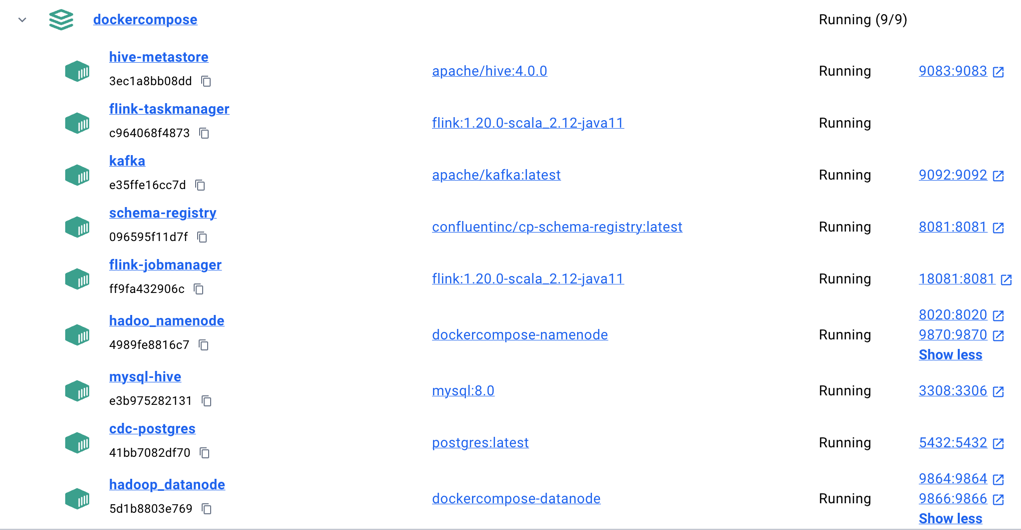 dockercompose Running (9/9)
hive-metastore
3ec1a8bb08dd apache/hive:4.0.0 Running 9083:9083
flink-taskmanager
c964068f4873 flink:1.20.0-scala_2.12-java11 Running
kafka
e35ffe16cc7d apache/kafka:latest Running 9092:9092
schema-registry
096595f11d7f confluentinc/cp-schema-registry:latest Running 8081:8081
flink-jobmanager
ff9fa432906c flink:1.20.0-scala_2.12-java11 Running 18081:8081
hadoo_namenode 8020:8020
4989fe8816c7 dockercompose-namenode Running 9870:9870
Show less
mysql-hive
e3b975282131 mysql:8.0 Running 3308:3306
cdc-postgres
41bb7082df70 postgres:latest Running 5432:5432
hadoop_datanode 9864:9864
5d1b8803e769 dockercompose-datanode Running 9866:9866
Show less